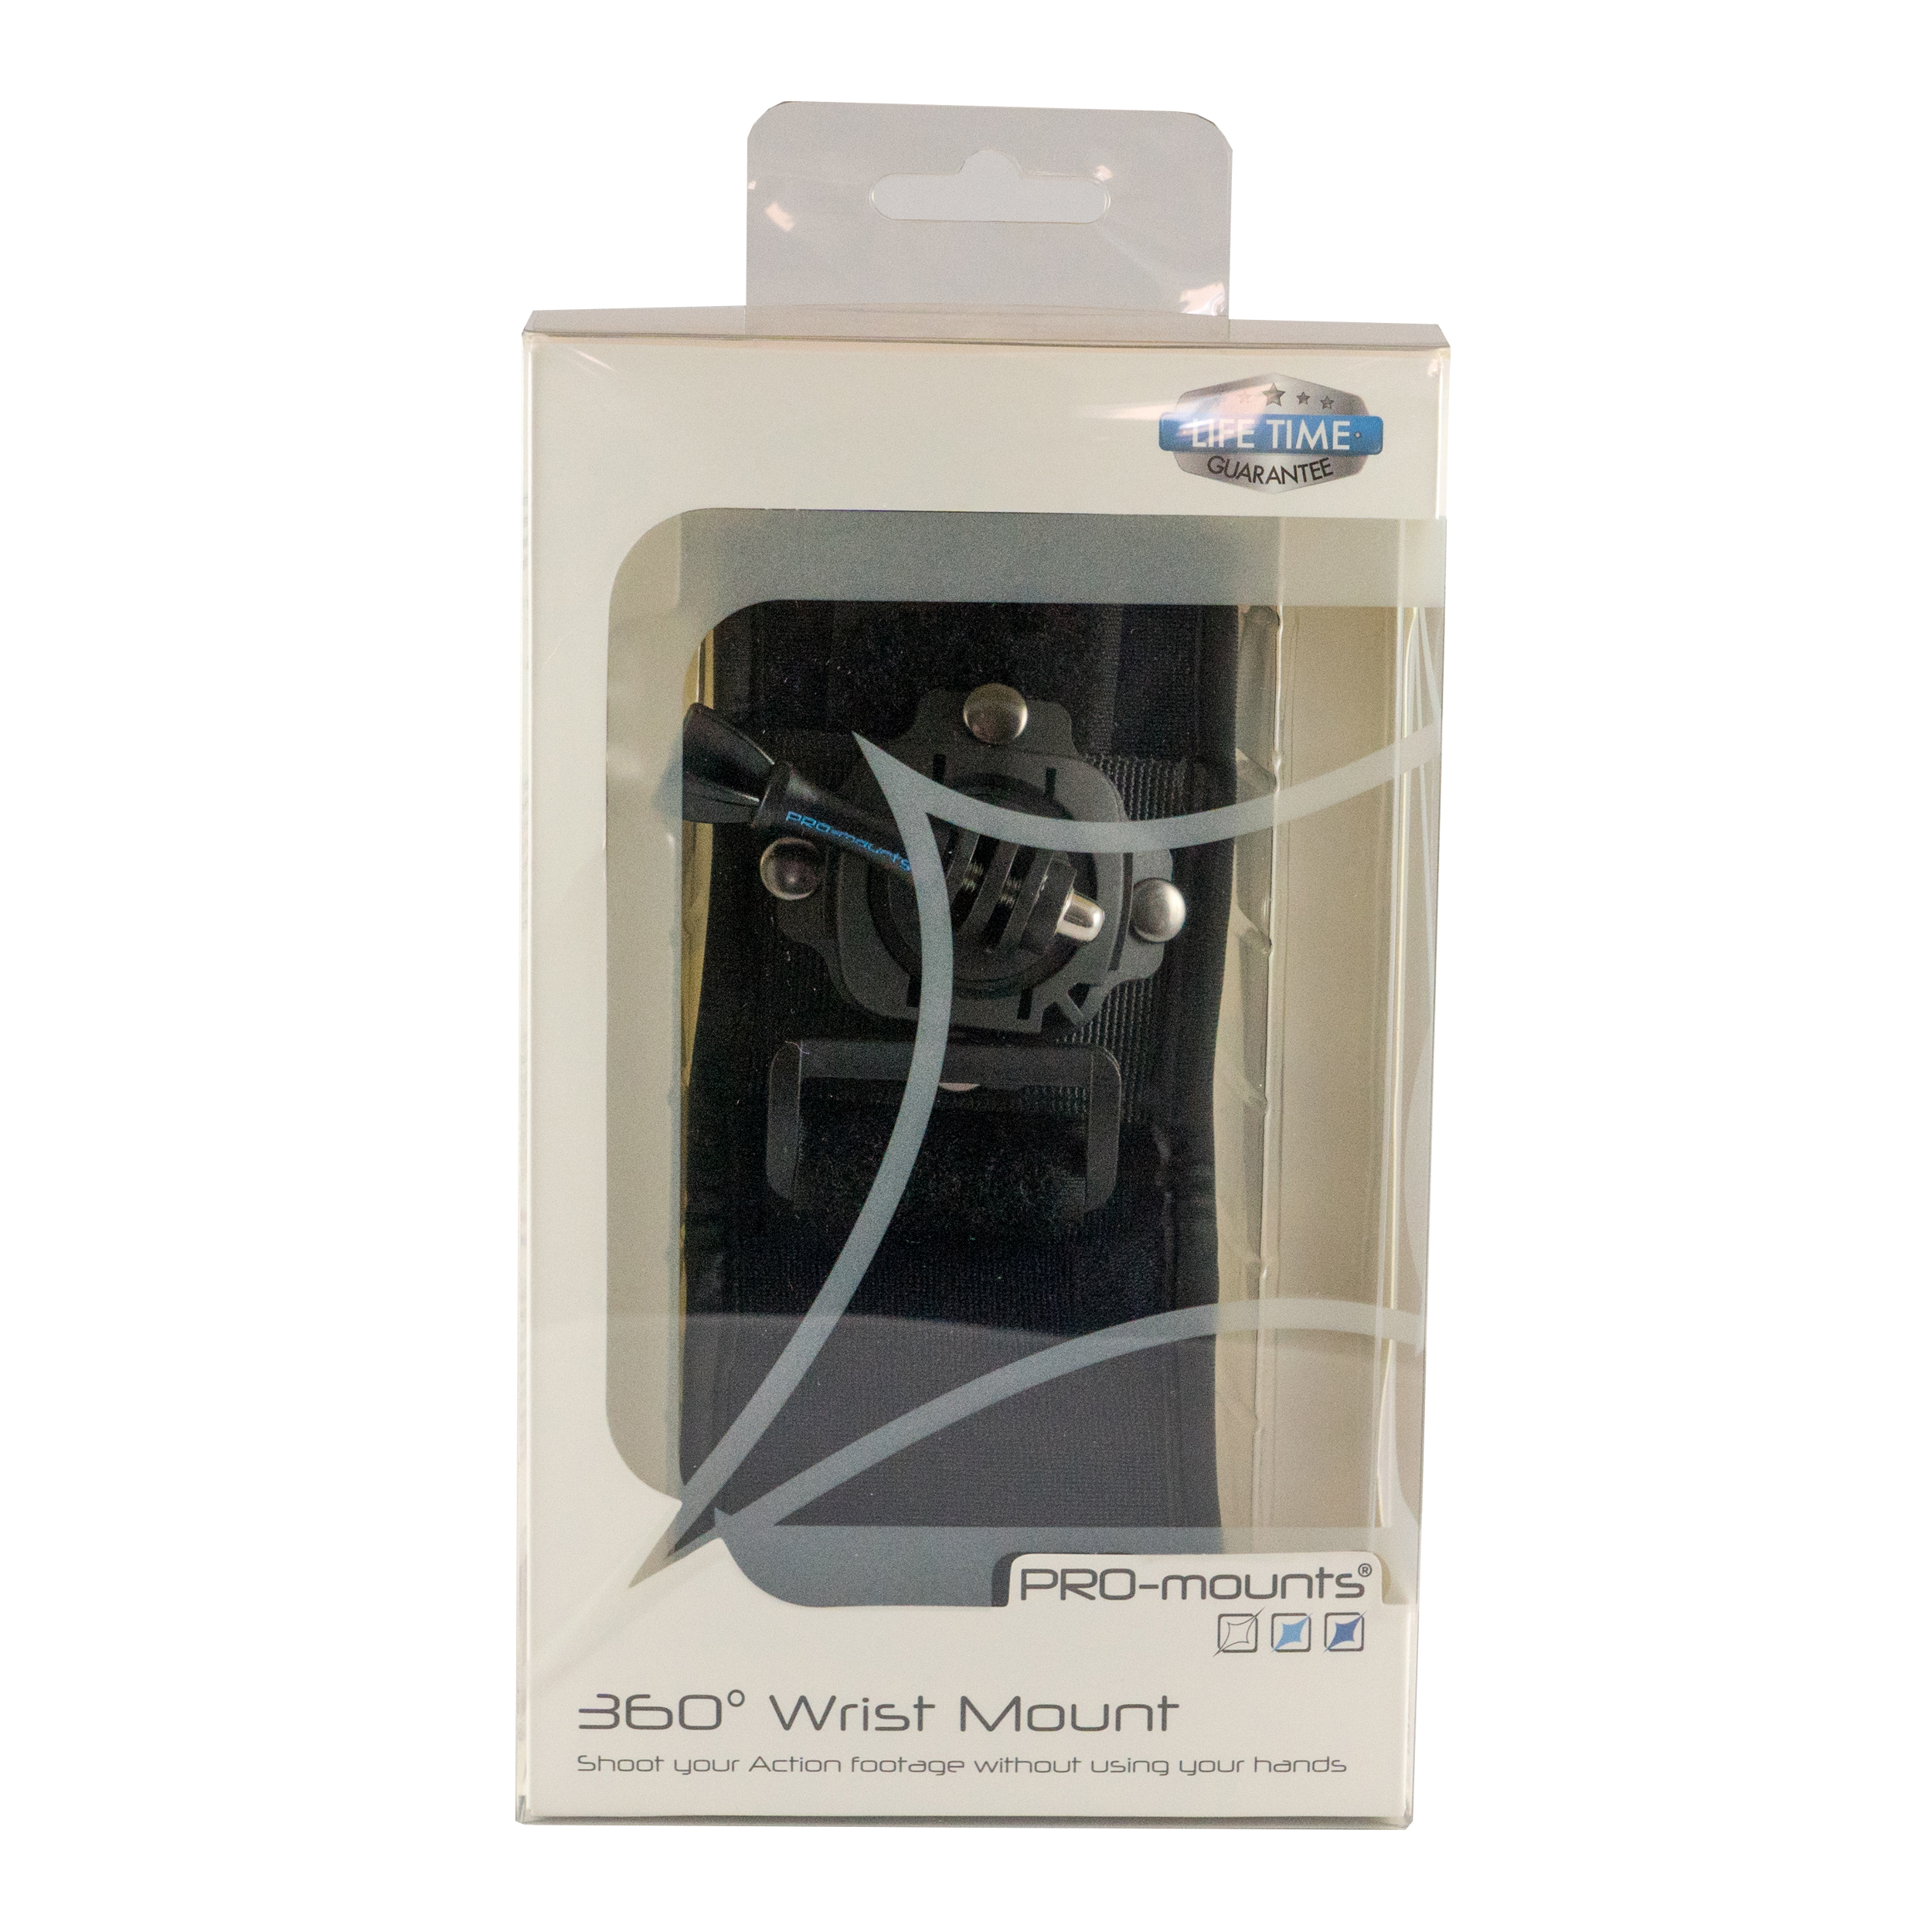 LIFE TIME
GUARANTEE
PRO-mounts
PRO-mounts®
360° Wrist Mount
Shoot your Action footage without using your hands